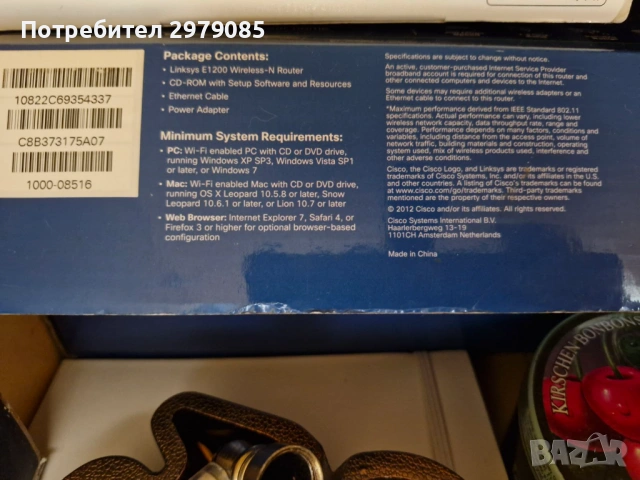 Потребител 2979085
10822C69354337
C8B373175A07
1000-08516
Package Contents:
• Linksys E1200 Wireless-N Router
• CD-ROM with Setup Software and Resources
• Ethernet Cable
• Power Adapter
Minimum System Requirements:
• PC: Wi-Fi enabled PC with CD or DVD drive,
running Windows XP SP3, Windows Vista SP1
or later, or Windows 7
• Mac: Wi-Fi enabled Mac with CD or DVD drive,
running OS X Leopard 10.5.8 or later, Snow
Leopard 10.6.1 or later, or Lion 10.7 or later
• Web Browser: Internet Explorer 7, Safari 4, or
Firefox 3 or higher for optional browser-based
configuration
Specifications are subject to change without notice.
An active, customer-purchased Internet Service Provider
broadband account is required for connection of this router and
other connected computers to the Internet.
Some devices may require additional wireless adapters or an
Ethernet cable to connect to this router.
*Maximum performance derived from IEEE Standard 802.11
specifications. Actual performance can vary, including lower
wireless network capacity, data throughput rate, range and
coverage. Performance depends on many factors, conditions and
variables, including distance from the access point, volume of
network traffic, building materials and construction, operating
system used, mix of wireless products used, interference and
other adverse conditions.
Cisco, the Cisco Logo, and Linksys are trademarks or registered
trademarks of Cisco Systems, Inc. and/or its affiliates in the U.S.
and other countries. A listing of Cisco's trademarks can be found
at www.cisco.com/go/trademarks. Third-party trademarks
mentioned are the property of their respective owners.
© 2012 Cisco and/or its affiliates. All rights reserved.
Cisco Systems International B.V.
Haarlerbergweg 13-19
1101CH Amsterdam Netherlands
Made in China
KIRSCHEN-BONBON
BAZAR